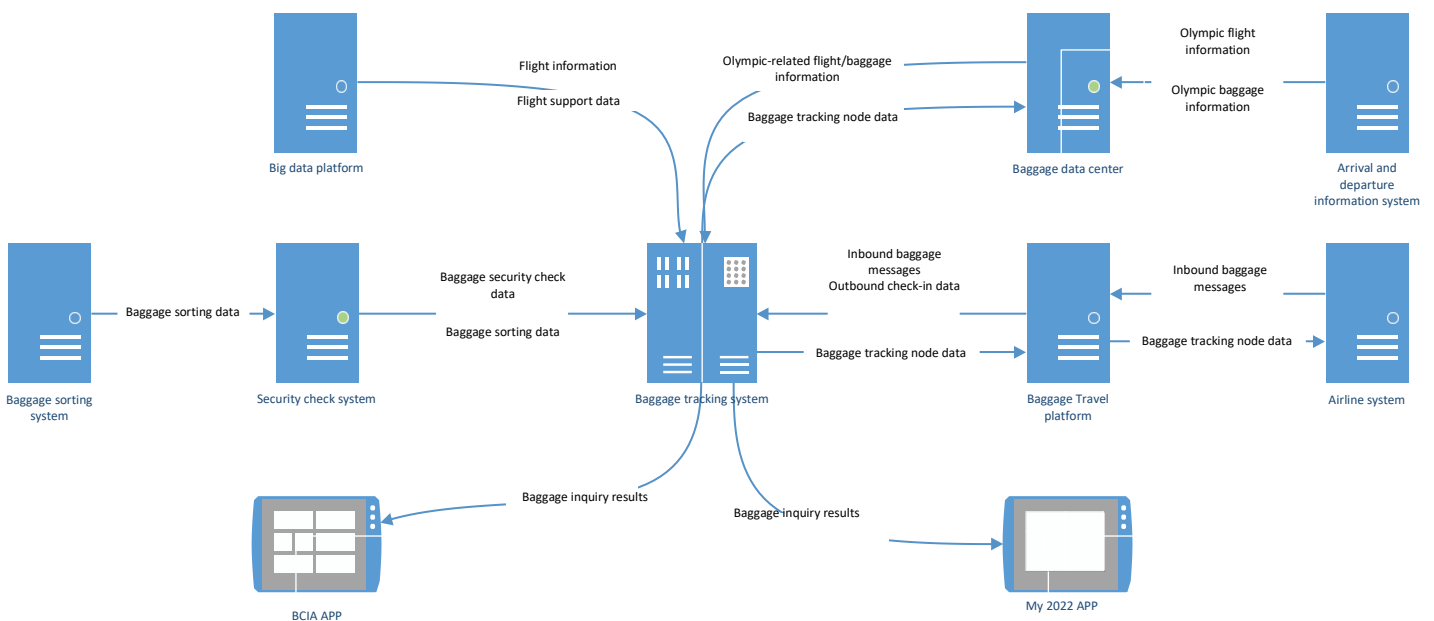 Flight information
Flight support data
Big data platform
Olympic-related flight/baggage
information
Baggage tracking node data
Baggage data center
Olympic flight
information
Olympic baggage
information
Arrival and
departure
information system
Baggage sorting
system
Baggage sorting data
Security check system
Baggage security check
data
Baggage sorting data
Baggage tracking system
Inbound baggage
messages
Outbound check-in data
Baggage tracking node data
Baggage Travel
platform
Inbound baggage
messages
Baggage tracking node data
Airline system
Baggage inquiry results
Baggage inquiry results
BCIA APP
My 2022 APP